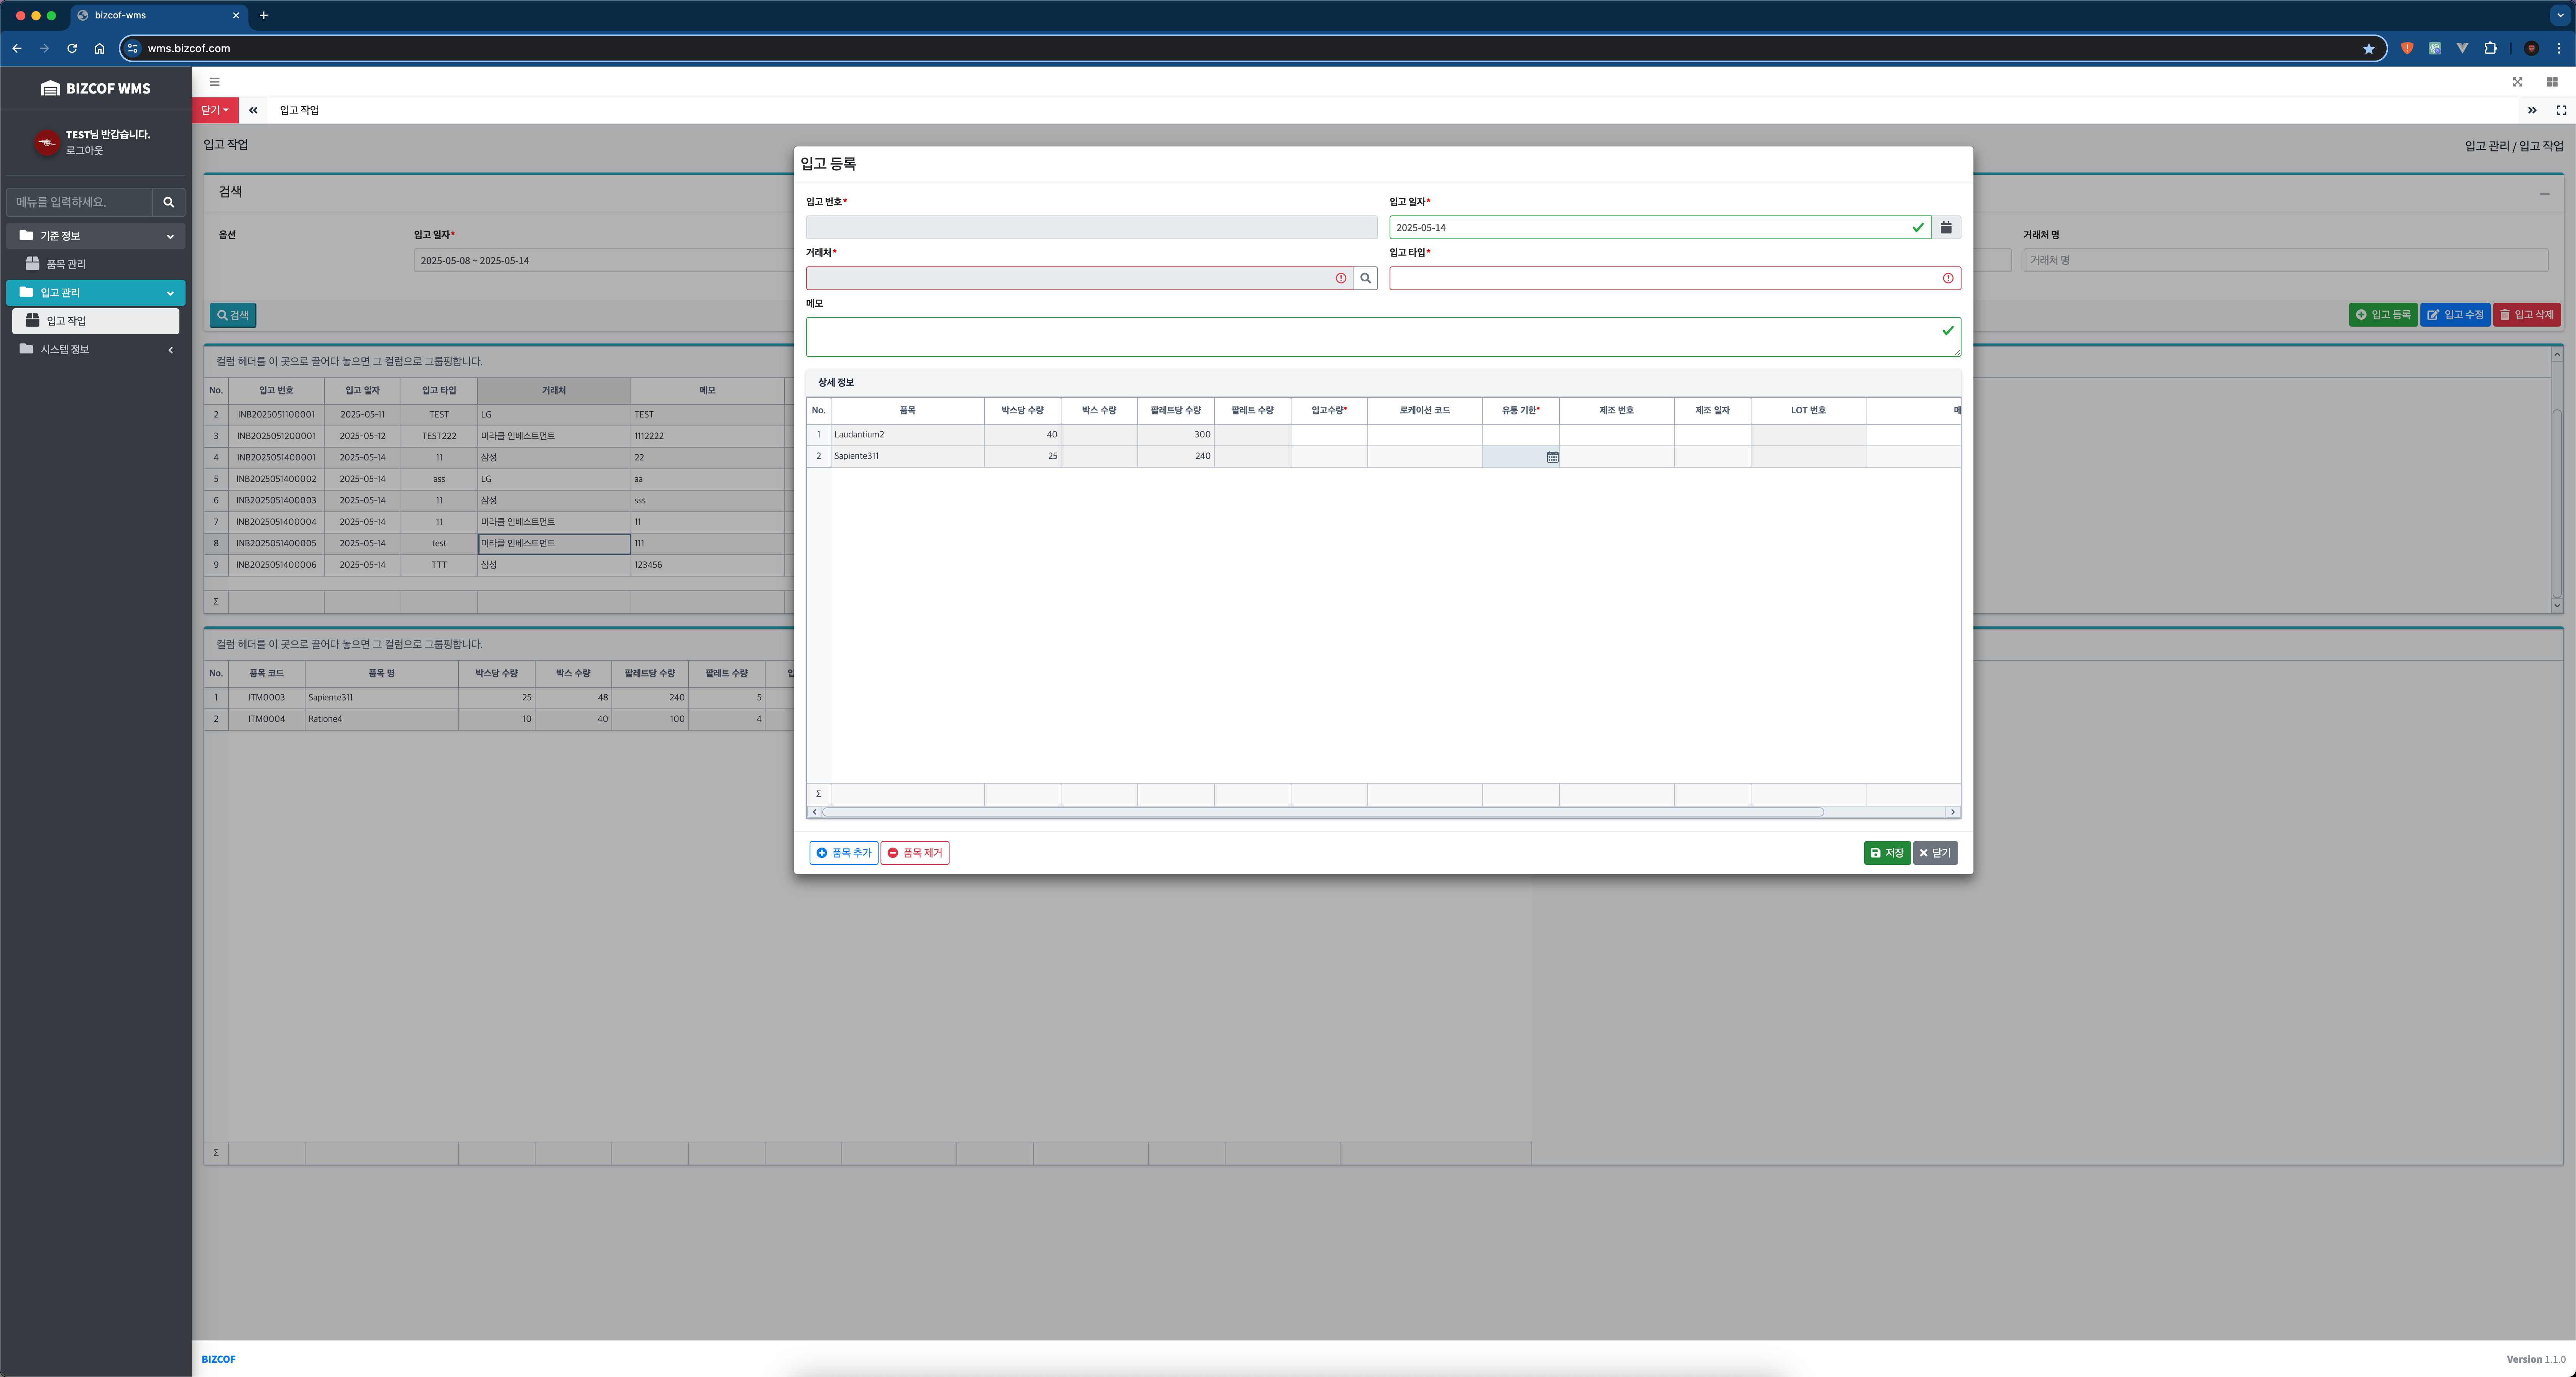 bizcof-wms
wms.bizcof.com
BIZCOF WMS
TEST님 반갑습니다.
로그아웃
메뉴를 입력하세요.
기준 정보
품목 관리
입고 관리
입고 작업
시스템 정보
닫기 입고 작업
입고 작업
입고 관리 / 입고 작업
검색
옵션 입고 일자* 거래처 명
2025-05-08 ~ 2025-05-14 거래처 명
검색 입고 등록 입고 수정 입고 삭제
컬럼 헤더를 이 곳으로 끌어다 놓으면 그 컬럼으로 그룹핑합니다.
No. 입고 번호 입고 일자 입고 타입 거래처 메모
2 INB2025051100001 2025-05-11 TEST LG TEST
3 INB2025051200001 2025-05-12 TEST222 미라클 인베스트먼트 1112222
4 INB2025051400001 2025-05-14 11 삼성 22
5 INB2025051400002 2025-05-14 ass LG aa
6 INB2025051400003 2025-05-14 11 삼성 sss
7 INB2025051400004 2025-05-14 11 미라클 인베스트먼트 11
8 INB2025051400005 2025-05-14 test 미라클 인베스트먼트 111
9 INB2025051400006 2025-05-14 TTT 삼성 123456
Σ
컬럼 헤더를 이 곳으로 끌어다 놓으면 그 컬럼으로 그룹핑합니다.
No. 품목 코드 품목 명 박스당 수량 박스 수량 팔레트당 수량 팔레트 수량
1 ITM0003 Sapiente311 25 48 240 5
2 ITM0004 Ratione4 10 40 100 4
Σ
입고 등록
입고 번호* 입고 일자*
2025-05-14
거래처* 입고 타입*
메모
상세 정보
No. 품목 박스당 수량 박스 수량 팔레트당 수량 팔레트 수량 입고수량* 로케이션 코드 유통 기한* 제조 번호 제조 일자 LOT 번호
1 Laudantium2 40 300
2 Sapiente311 25 240
Σ
품목 추가 품목 제거 저장 닫기
BIZCOF Version 1.1.0